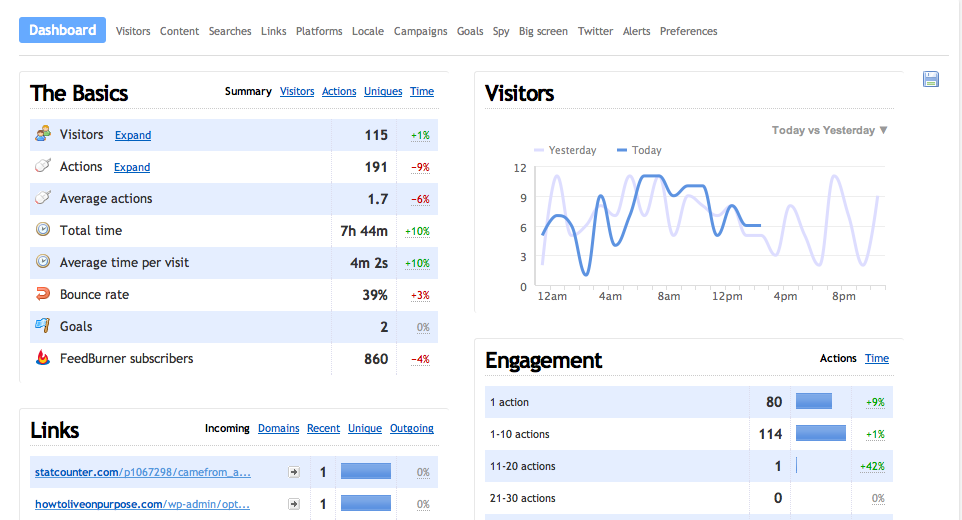 Dashboard Visitors Content Searches Links Platforms Locale Campaigns Goals Spy Big screen Twitter Alerts Preferences
The Basics Summary Visitors Actions Uniques Time
Visitors Expand 115 +1%
Actions Expand 191 -9%
Average actions 1.7 -6%
Total time 7h 44m +10%
Average time per visit 4m 2s +10%
Bounce rate 39% +3%
Goals 2 0%
FeedBurner subscribers 860 -4%
Links Incoming Domains Recent Unique Outgoing
statcounter.com/p1067298/camefrom_a... 1 0%
howtoliveonpurpose.com/wp-admin/opt... 1 0%
Visitors
Today vs Yesterday ▼
Yesterday Today
12
9
6
3
0
12am 4am 8am 12pm 4pm 8pm
Engagement Actions Time
1 action 80 +9%
1-10 actions 114 +1%
11-20 actions 1 +42%
21-30 actions 0 0%